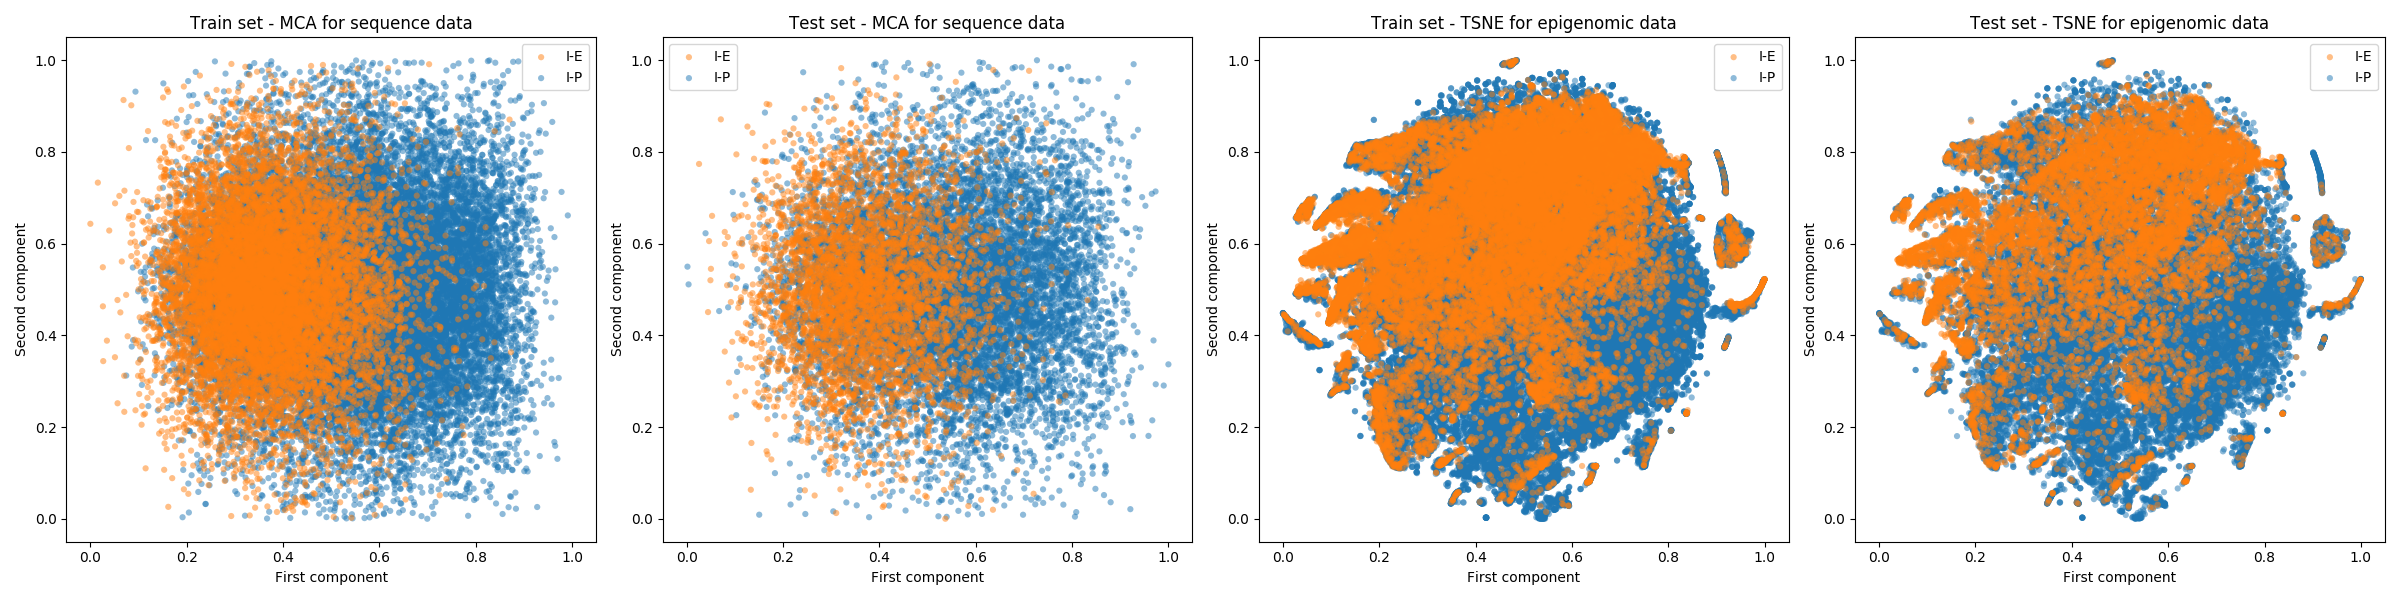 Train set - MCA for sequence data
I-E
I-P
1.0
0.8
0.6
0.4
0.2
0.0
Second component
0.0 0.2 0.4 0.6 0.8 1.0
First component
Test set - MCA for sequence data
I-E
I-P
1.0
0.8
0.6
0.4
0.2
0.0
Second component
0.0 0.2 0.4 0.6 0.8 1.0
First component
Train set - TSNE for epigenomic data
I-E
I-P
1.0
0.8
0.6
0.4
0.2
0.0
Second component
0.0 0.2 0.4 0.6 0.8 1.0
First component
Test set - TSNE for epigenomic data
I-E
I-P
1.0
0.8
0.6
0.4
0.2
0.0
Second component
0.0 0.2 0.4 0.6 0.8 1.0
First component